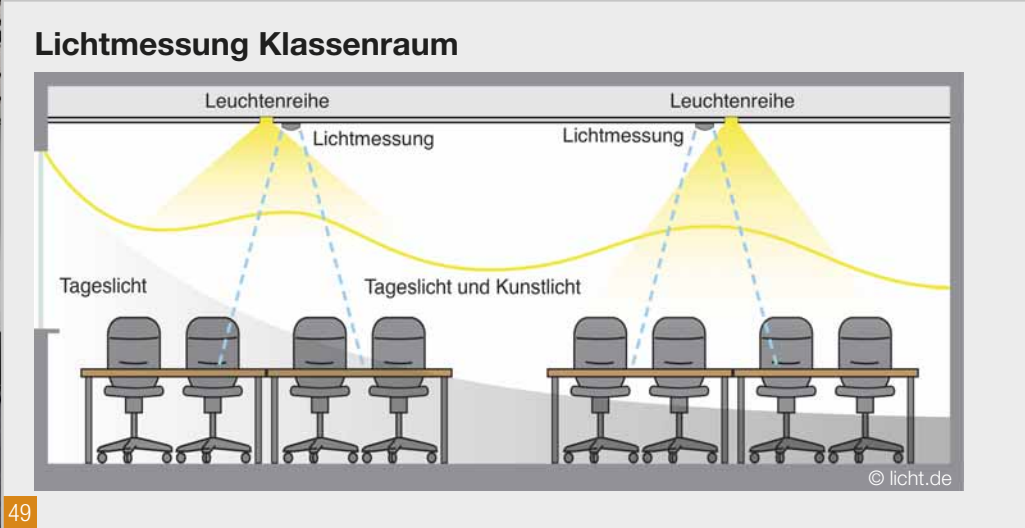 Lichtmessung Klassenraum
Leuchtenreihe
Leuchtenreihe
Lichtmessung
Lichtmessung
Tageslicht
Tageslicht und Kunstlicht
© licht.de
49